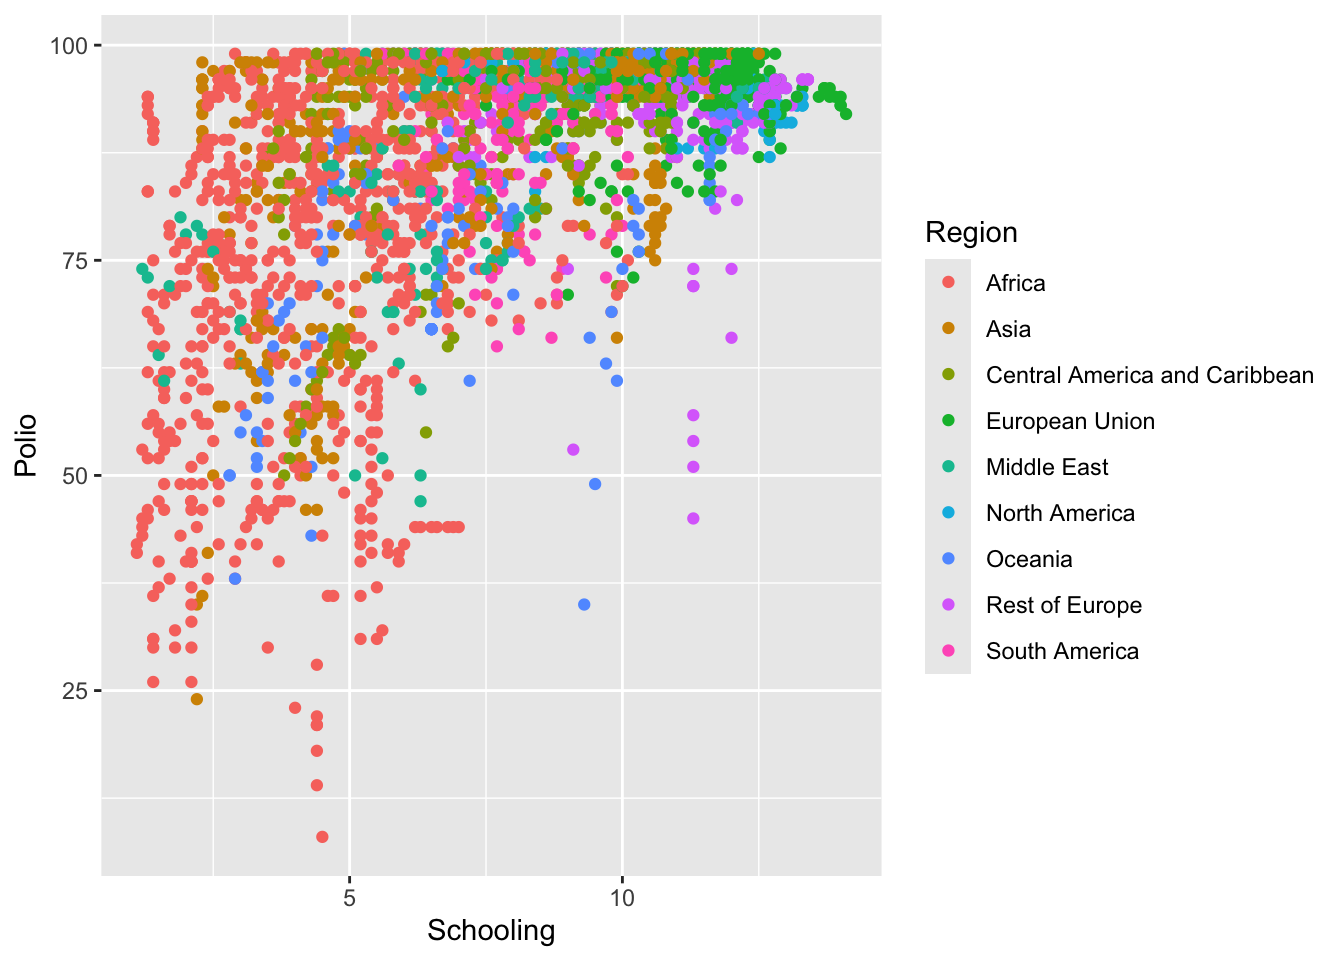 100
75
50
25
Polio
5
10
Schooling
Region
Africa
Asia
Central America and Caribbean
European Union
Middle East
North America
Oceania
Rest of Europe
South America